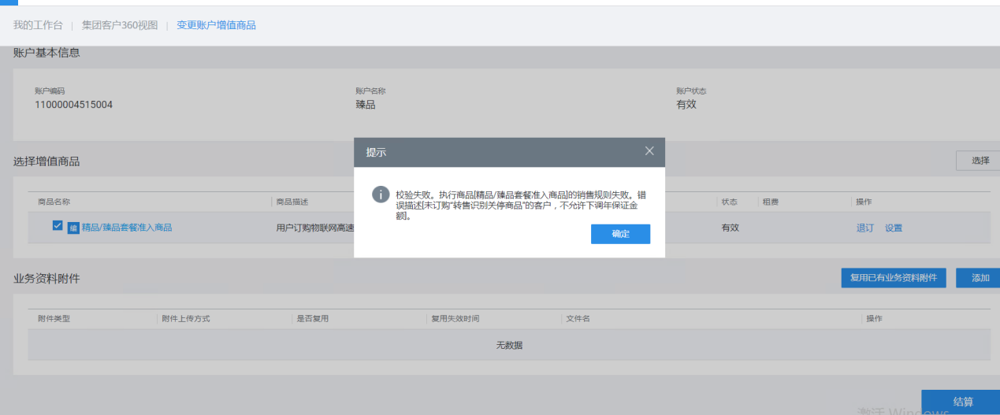 我的工作台 | 集团客户360视图 | 变更账户增值商品
账户基本信息
账户编码 账户名称 账户状态
11000004515004 臻品 有效
提示
选择增值商品 选择
校验失败。执行商品[精品/臻品套餐准入商品]的销售规则失败。错
误描述[未订购"转售识别关停商品"的客户，不允许下调年保证金
额]。
确定
商品名称 商品描述 状态 租费 操作
编 精品/臻品套餐准入商品 用户订购物联网高速 有效 退订 设置
业务资料附件 复用已有业务资料附件 添加
附件类型 附件上传方式 是否复用 复用失效时间 文件名 操作
无数据
结算
激活 Windows